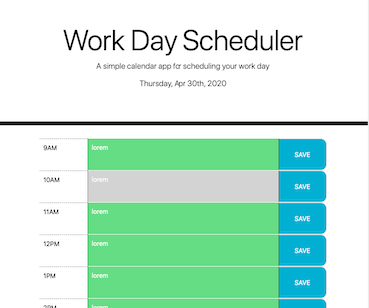 Work Day Scheduler
A simple calendar app for scheduling your work day
Thursday, Apr 30th, 2020
9AM lorem SAVE
10AM lorem SAVE
11AM lorem SAVE
12PM lorem SAVE
1PM lorem SAVE
lorem